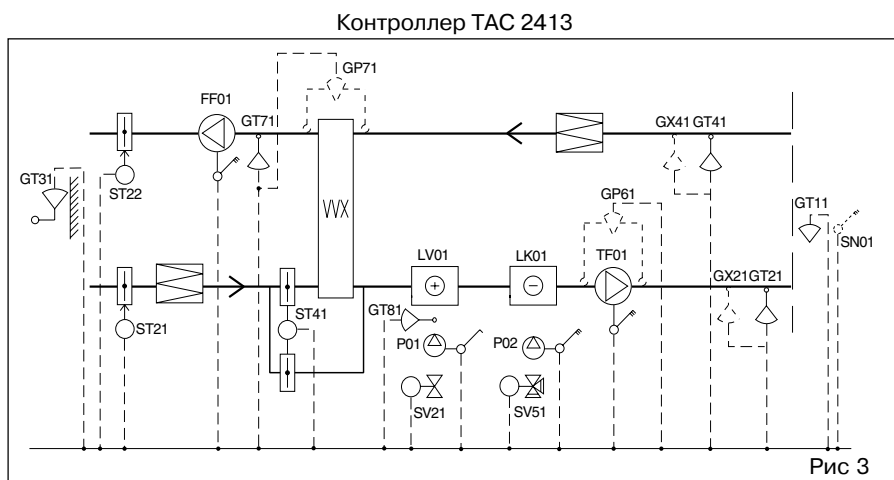 Контроллер TAC 2413
GP71
FF01
GT71
GX41 GT41
GT31
ST22
VVX
GP61
GT11
SN01
LV01
LK01
TF01
GX21 GT21
ST21
ST41
GT81
P01
P02
SV21
SV51
Рис 3